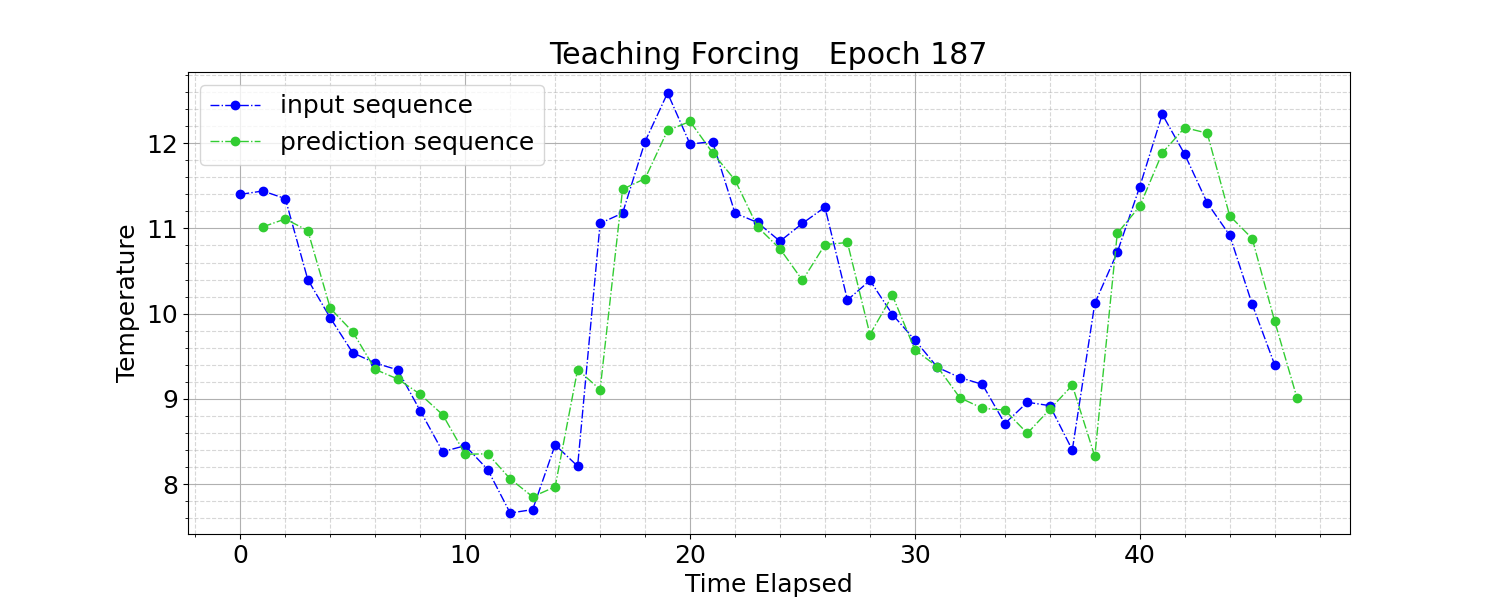 Teaching Forcing   Epoch 187
input sequence
prediction sequence
Temperature
12
11
10
9
8
0 10 20 30 40
Time Elapsed